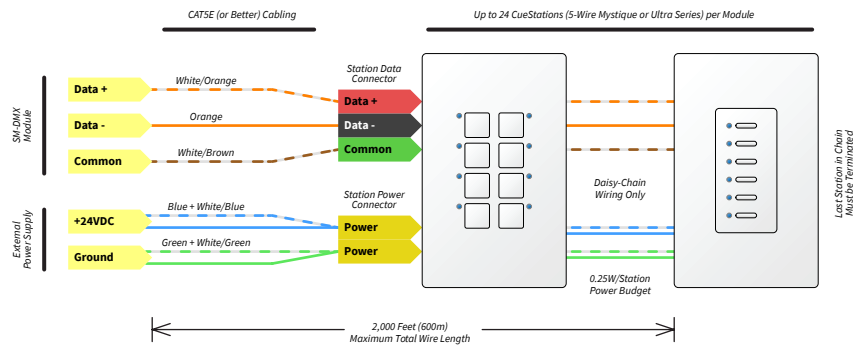 CAT5E (or Better) Cabling
Up to 24 CueStations (5-Wire Mystique or Ultra Series) per Module
SM-DMX
Module
Data +
Data -
Common
White/Orange
Orange
White/Brown
Station Data
Connector
Data +
Data -
Common
External
Power Supply
+24VDC
Ground
Blue + White/Blue
Green + White/Green
Station Power
Connector
Power
Power
Daisy-Chain
Wiring Only
0.25W/Station
Power Budget
Last Station in Chain
Must be Terminated
2,000 Feet (600m)
Maximum Total Wire Length